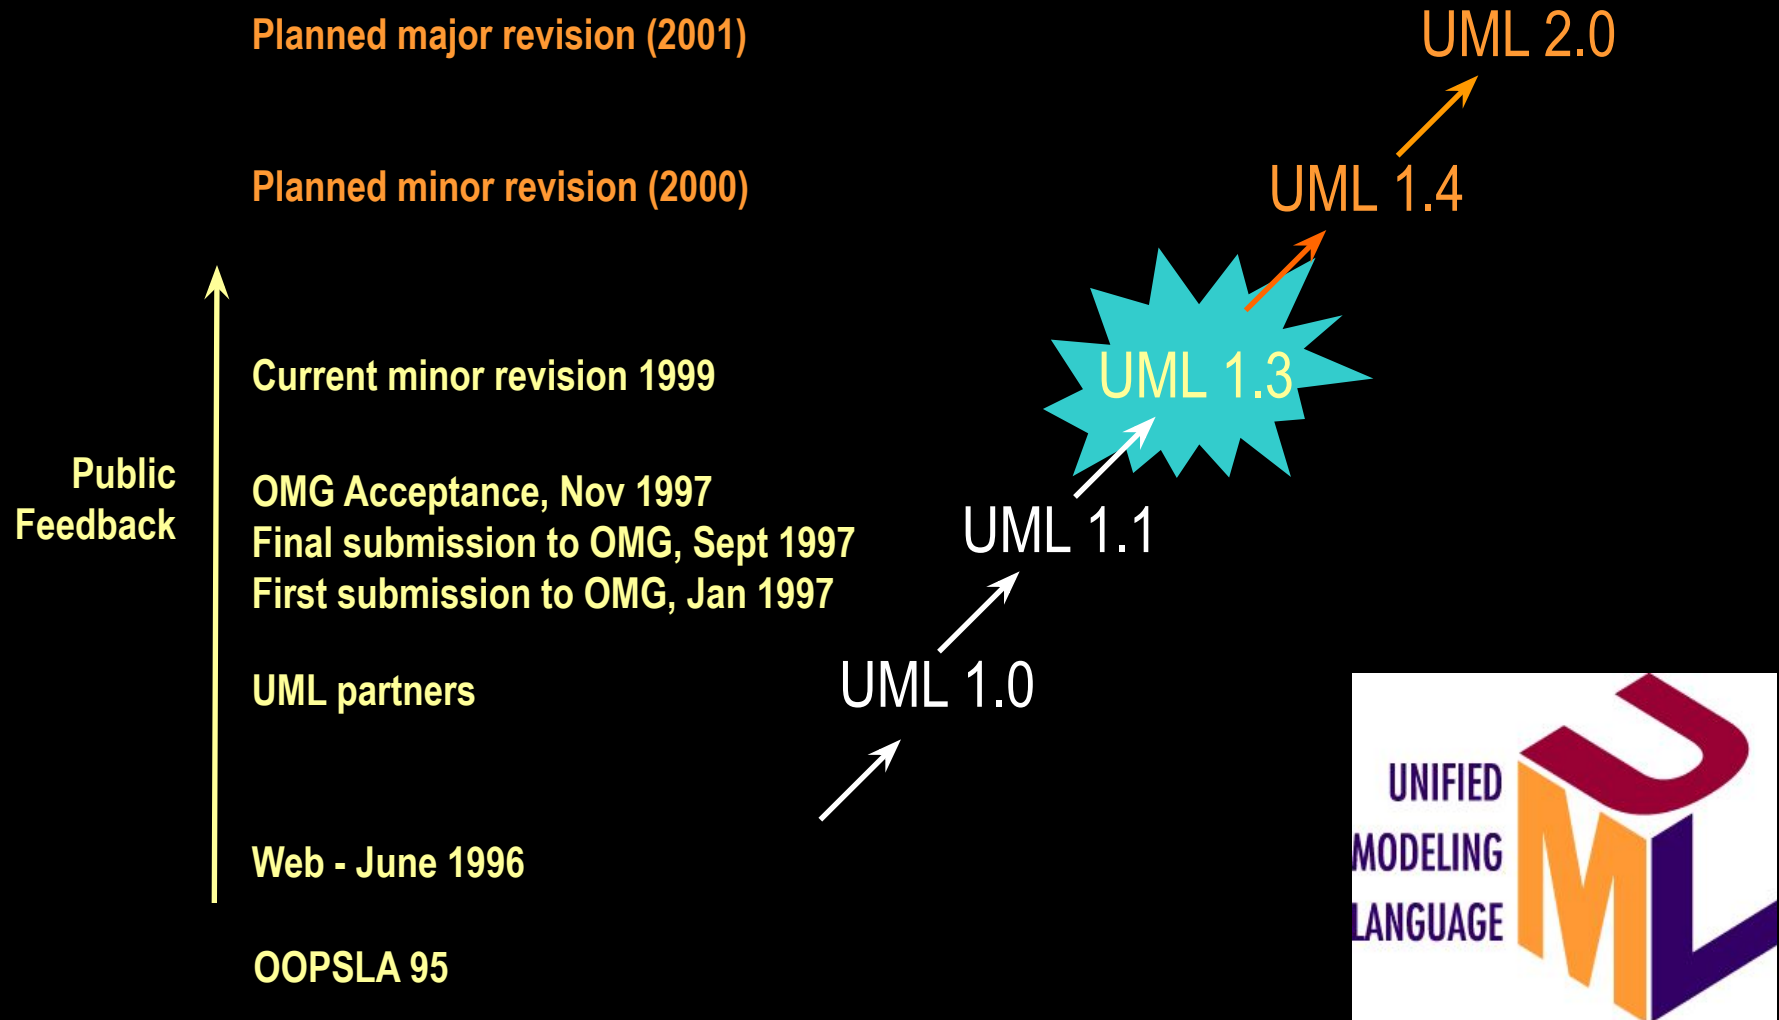 Planned major revision (2001)
UML 2.0
Planned minor revision (2000)
UML 1.4
Current minor revision 1999
UML 1.3
Public
Feedback
OMG Acceptance, Nov 1997
Final submission to OMG, Sept 1997
First submission to OMG, Jan 1997
UML 1.1
UML partners
UML 1.0
Web - June 1996
OOPSLA 95
UNIFIED
MODELING
LANGUAGE
UML